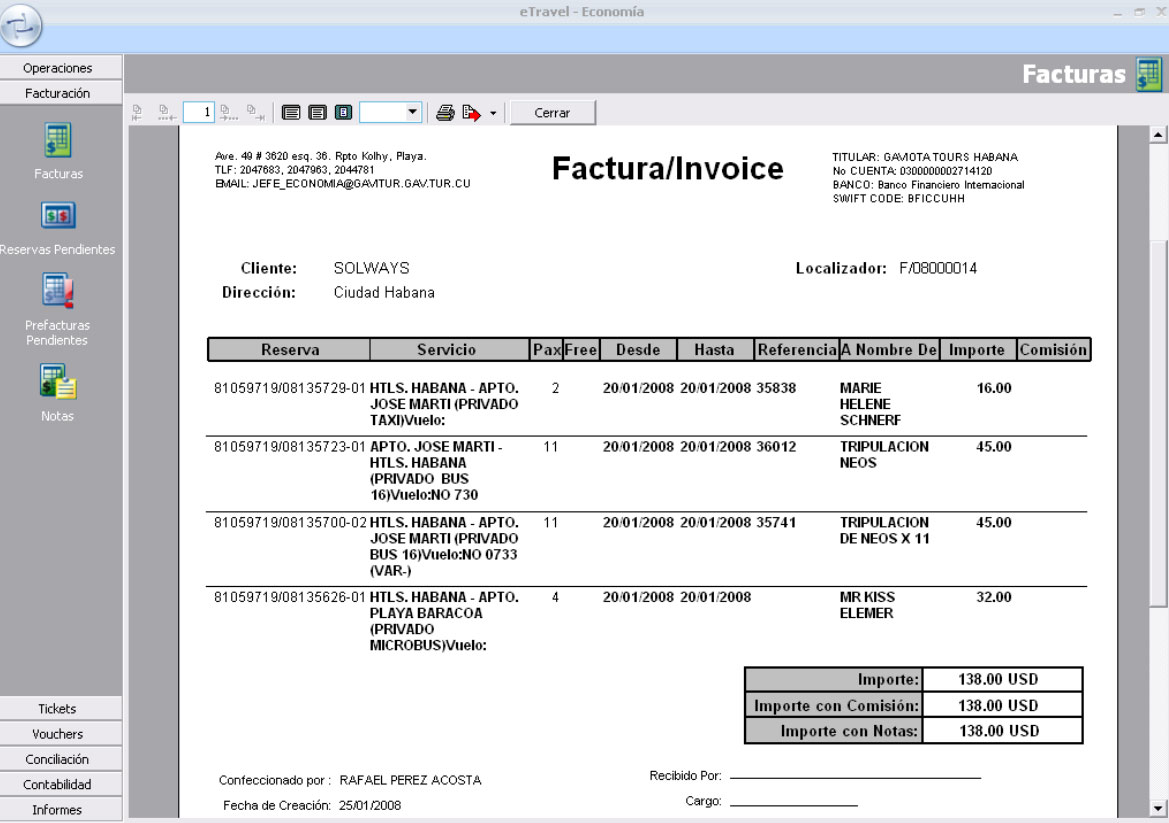 eTravel - Economía
Operaciones
Facturación
Facturas
Reservas Pendientes
Prefacturas
Pendientes
Notas
Tickets
Vouchers
Conciliación
Contabilidad
Informes
Facturas
1
Cerrar
Ave. 49 # 3620 esq. 36. Rpto Kolhy, Playa.
TLF: 2047683, 2047963, 2044781
EMAIL: JEFE_ECONOMIA@GAVITUR.GAV.TUR.CU
Factura/Invoice
TITULAR: GAVIOTA TOURS HABANA
No CUENTA: 0300000002714120
BANCO: Banco Financiero Internacional
SWIFT CODE: BFICCUHH
Cliente: SOLWAYS
Localizador: F/08000014
Dirección: Ciudad Habana
Reserva Servicio Pax Free Desde Hasta Referencia A Nombre De Importe Comisión
81059719/08135729-01 HTLS. HABANA - APTO. 2 20/01/2008 20/01/2008 35838 MARIE 16.00
JOSE MARTI (PRIVADO HELENE
TAXI)Vuelo: SCHNERF
81059719/08135723-01 APTO. JOSE MARTI - 11 20/01/2008 20/01/2008 36012 TRIPULACION 45.00
HTLS. HABANA NEOS
(PRIVADO BUS
16)Vuelo:NO 730
81059719/08135700-02 HTLS. HABANA - APTO. 11 20/01/2008 20/01/2008 35741 TRIPULACION 45.00
JOSE MARTI (PRIVADO DE NEOS X 11
BUS 16)Vuelo:NO 0733
(VAR-)
81059719/08135626-01 HTLS. HABANA - APTO. 4 20/01/2008 20/01/2008 MR KISS 32.00
PLAYA BARACOA ELEMER
(PRIVADO
MICROBUS)Vuelo:
Importe: 138.00 USD
Importe con Comisión: 138.00 USD
Importe con Notas: 138.00 USD
Confeccionado por : RAFAEL PEREZ ACOSTA
Recibido Por:
Fecha de Creación: 25/01/2008
Cargo: